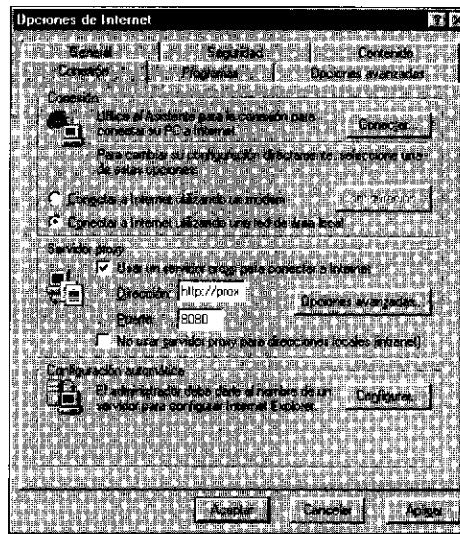 Opciones de Internet
General Seguridad Contenido
Conexión Programas Opciones avanzadas
Conexión
Utilice el Asistente para la conexión para
conectar su PC a Internet.
Conectar...
Para cambiar su configuración directamente, seleccione una
de estas opciones:
Conectar a Internet utilizando un modem
Configuración...
Conectar a Internet utilizando una red de área local
Servidor proxy
Usar un servidor proxy para conectar a Internet
Dirección: http://prox
Puerto: 8080
Opciones avanzadas...
No usar servidor proxy para direcciones locales (intranet)
Configuración automática
El administrador debe darle el nombre de un
servidor para configurar Internet Explorer.
Configurar...
Aceptar Cancelar Aplicar